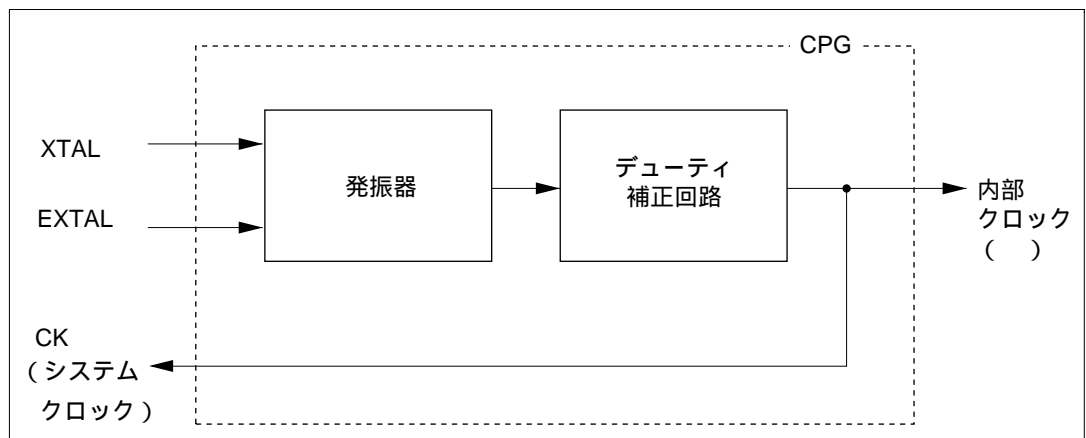 CPG
XTAL
EXTAL
発振器
デューティ
補正回路
内部
クロック
(　)
CK
(システム
クロック)